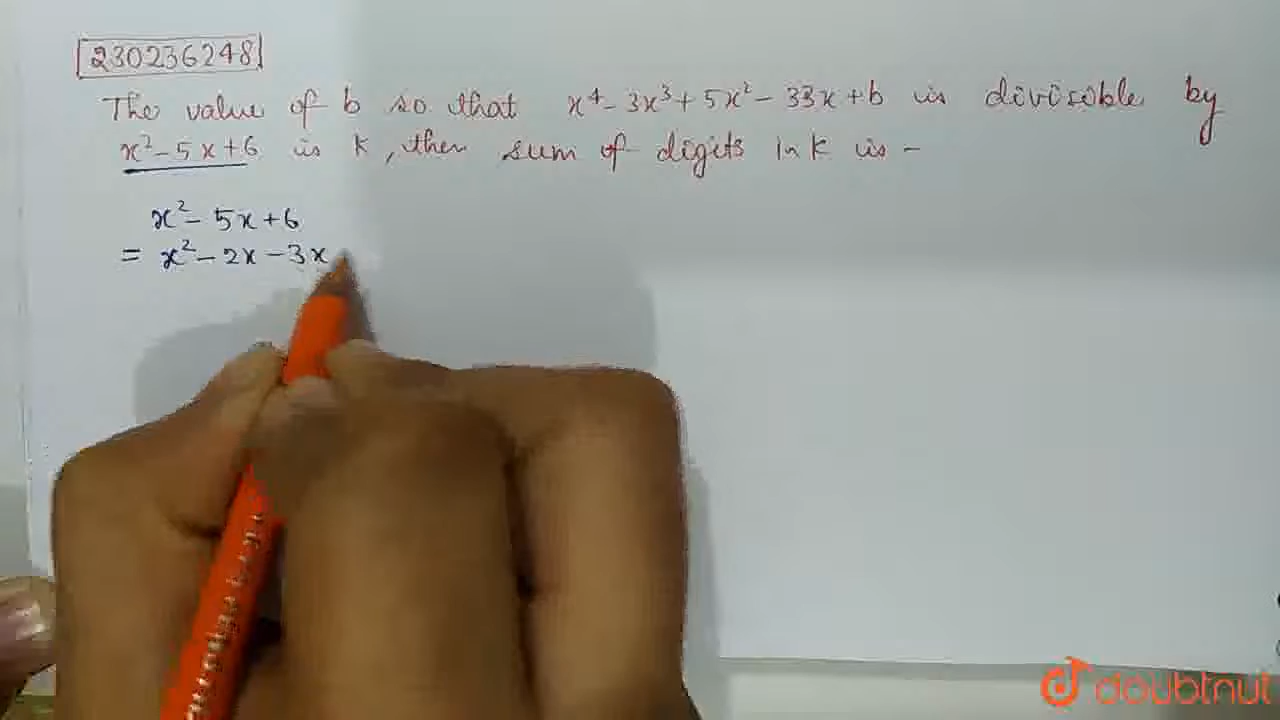 230236248
The value of b so that x⁴ - 3x³ + 5x² - 33x + b is divisible by
x² - 5x + 6 is k, then sum of digits in k is -
x² - 5x + 6
= x² - 2x - 3x
doubtnut